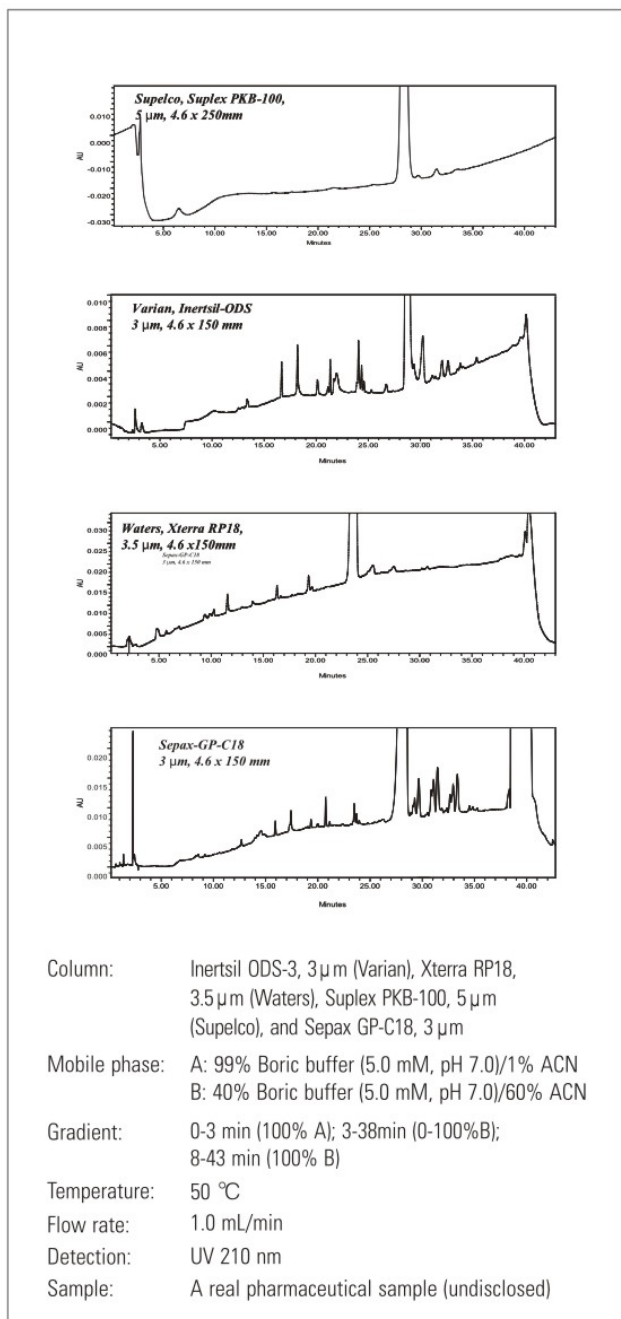 Supelco, Suplex PKB-100,
5 μm, 4.6 x 250mm
0.010
0.000
-0.010
-0.020
-0.030
AU
5.00 10.00 15.00 20.00 25.00 30.00 35.00 40.00
Minutes
Varian, Inertsil-ODS
3 μm, 4.6 x 150 mm
0.010
0.008
0.006
0.004
0.002
0.000
AU
5.00 10.00 15.00 20.00 25.00 30.00 35.00 40.00
Minutes
Waters, Xterra RP18,
3.5 μm, 4.6 x150mm
Sepax-GP-C18
3 μm, 4.6 x 150 mm
0.030
0.025
0.020
0.015
0.010
0.005
0.000
AU
5.00 10.00 15.00 20.00 25.00 30.00 35.00 40.00
Minutes
Sepax-GP-C18
3 μm, 4.6 x 150 mm
0.020
0.015
0.010
0.005
0.000
AU
5.00 10.00 15.00 20.00 25.00 30.00 35.00 40.00
Minutes
Column: Inertsil ODS-3, 3μm (Varian), Xterra RP18,
3.5μm (Waters), Suplex PKB-100, 5μm
(Supelco), and Sepax GP-C18, 3μm
Mobile phase: A: 99% Boric buffer (5.0 mM, pH 7.0)/1% ACN
B: 40% Boric buffer (5.0 mM, pH 7.0)/60% ACN
Gradient: 0-3 min (100% A); 3-38min (0-100%B);
8-43 min (100% B)
Temperature: 50 ℃
Flow rate: 1.0 mL/min
Detection: UV 210 nm
Sample: A real pharmaceutical sample (undisclosed)